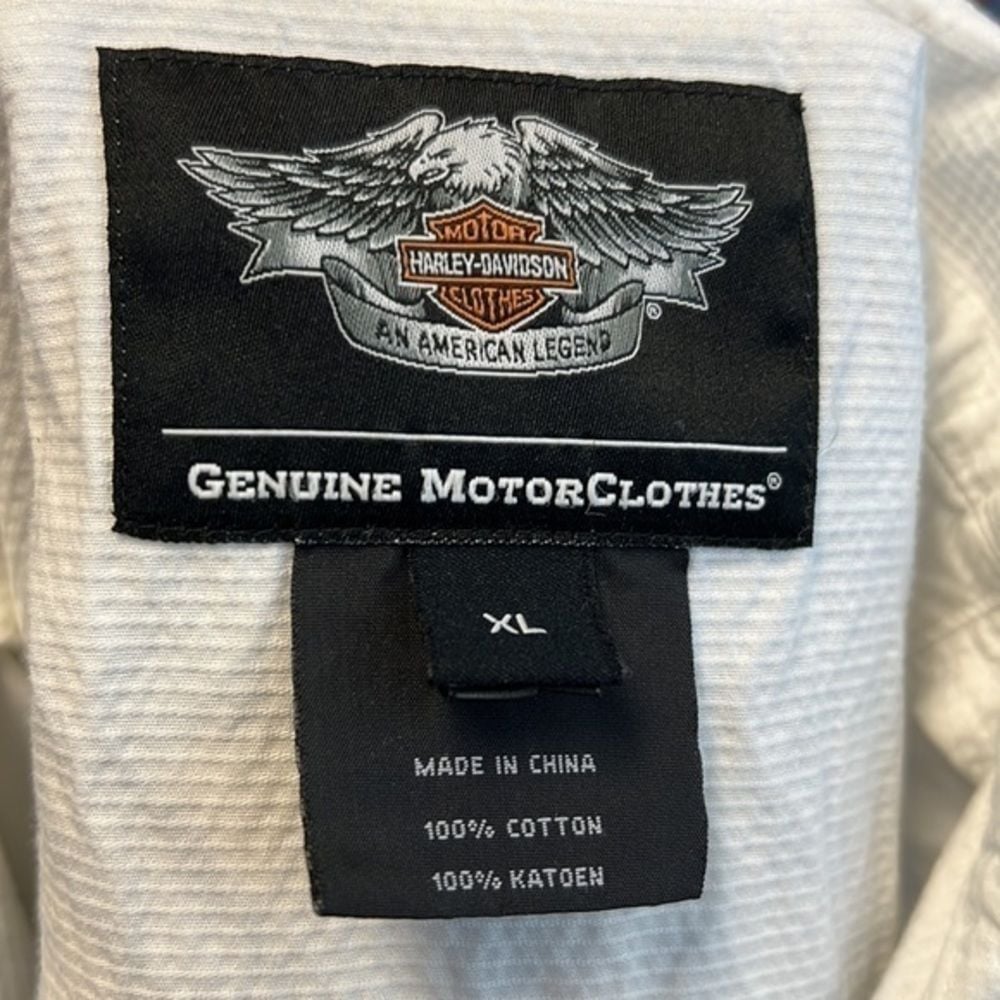 MOTOR
HARLEY-DAVIDSON
CLOTHES
AN AMERICAN LEGEND
®
GENUINE MOTORCLOTHES®
XL
MADE IN CHINA
100% COTTON
100% KATOEN